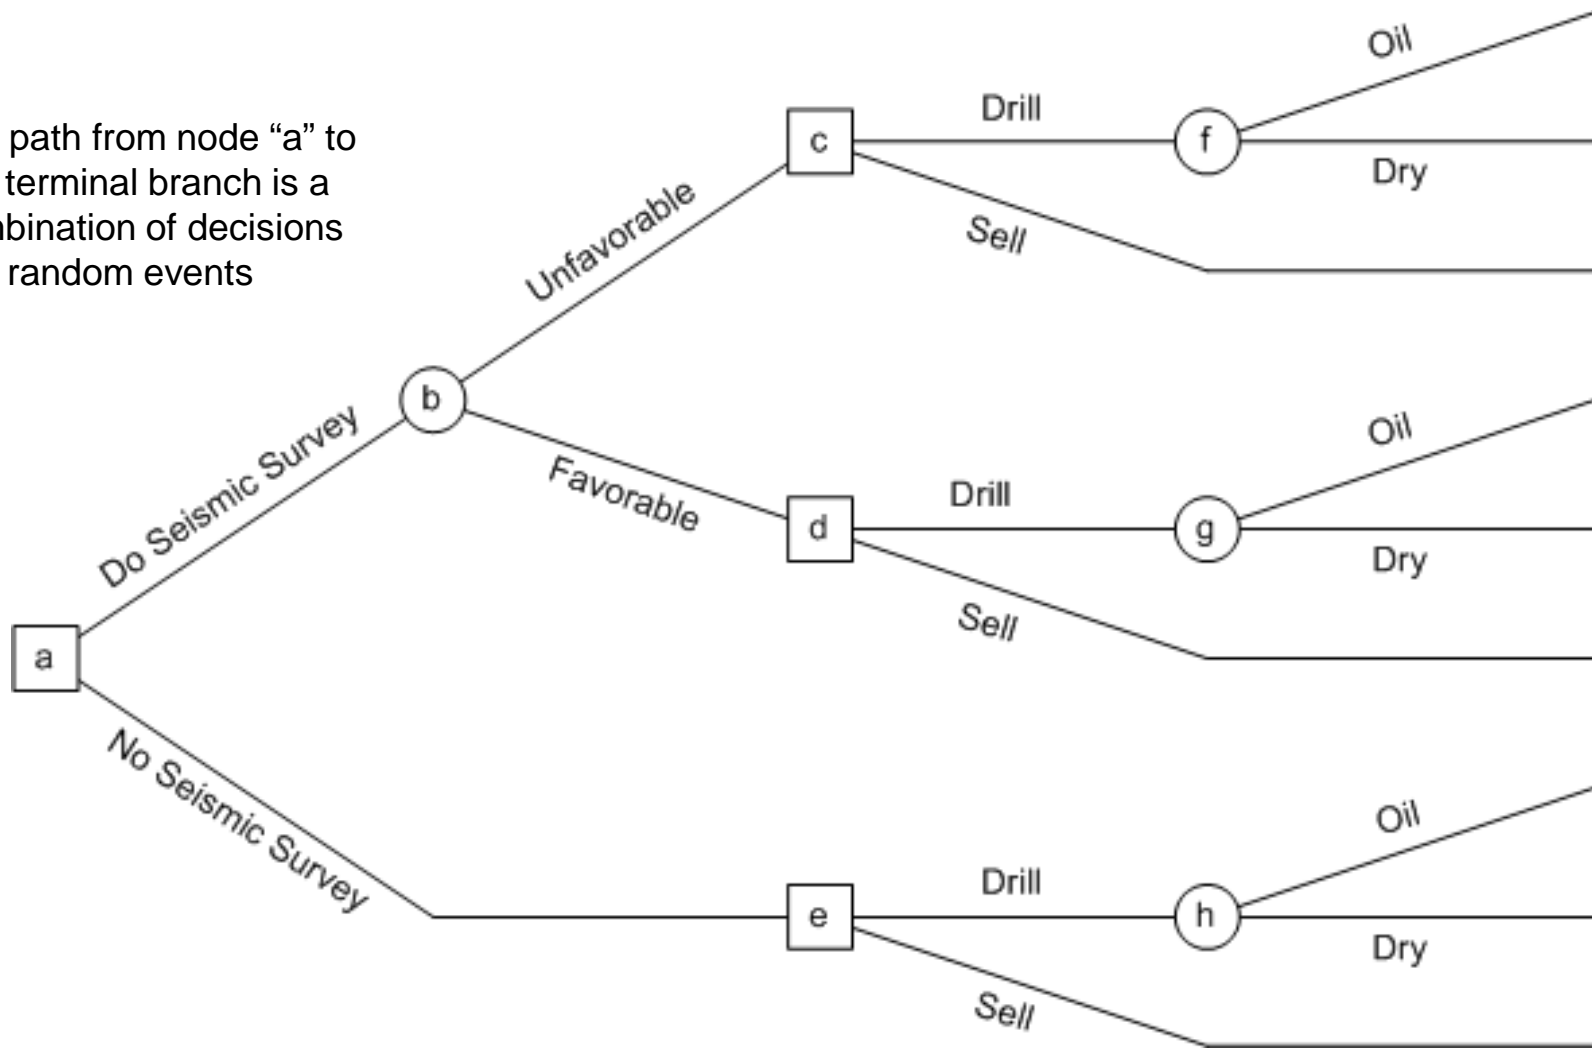 path from node “a” to
terminal branch is a
nbination of decisions
random events
Oil
Drill
c
f
Dry
Sell
Unfavorable
b
Do Seismic Survey
Favorable
Oil
Drill
d
g
Dry
Sell
a
No Seismic Survey
Oil
Drill
e
h
Dry
Sell